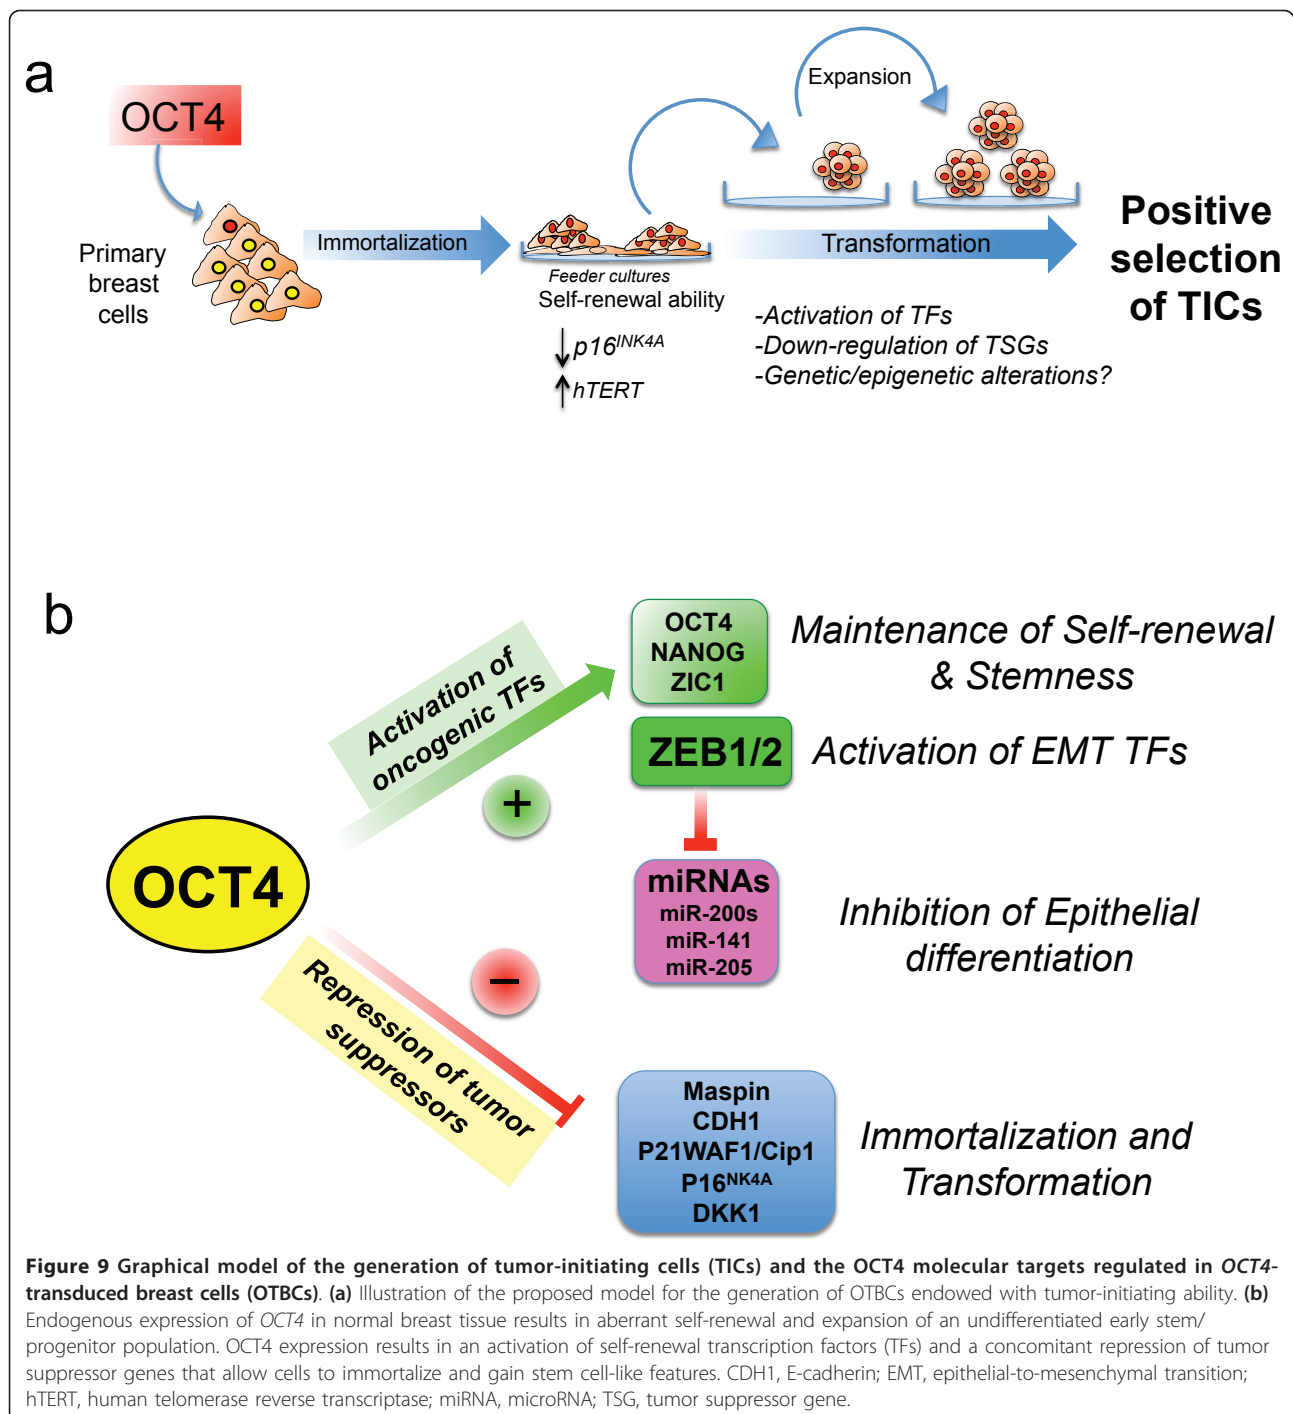 a
OCT4
Primary
breast
cells
Immortalization
Feeder cultures
Self-renewal ability
p16INK4A
hTERT
Expansion
Transformation
-Activation of TFs
-Down-regulation of TSGs
-Genetic/epigenetic alterations?
Positive
selection
of TICs
b
OCT4
Activation of
oncogenic TFs
+
OCT4
NANOG
ZIC1
Maintenance of Self-renewal
& Stemness
ZEB1/2
Activation of EMT TFs
miRNAs
miR-200s
miR-141
miR-205
Inhibition of Epithelial
differentiation
−
Repression of tumor
suppressors
Maspin
CDH1
P21WAF1/Cip1
P16NK4A
DKK1
Immortalization and
Transformation
Figure 9 Graphical model of the generation of tumor-initiating cells (TICs) and the OCT4 molecular targets regulated in OCT4-
transduced breast cells (OTBCs). (a) Illustration of the proposed model for the generation of OTBCs endowed with tumor-initiating ability. (b)
Endogenous expression of OCT4 in normal breast tissue results in aberrant self-renewal and expansion of an undifferentiated early stem/
progenitor population. OCT4 expression results in an activation of self-renewal transcription factors (TFs) and a concomitant repression of tumor
suppressor genes that allow cells to immortalize and gain stem cell-like features. CDH1, E-cadherin; EMT, epithelial-to-mesenchymal transition;
hTERT, human telomerase reverse transcriptase; miRNA, microRNA; TSG, tumor suppressor gene.